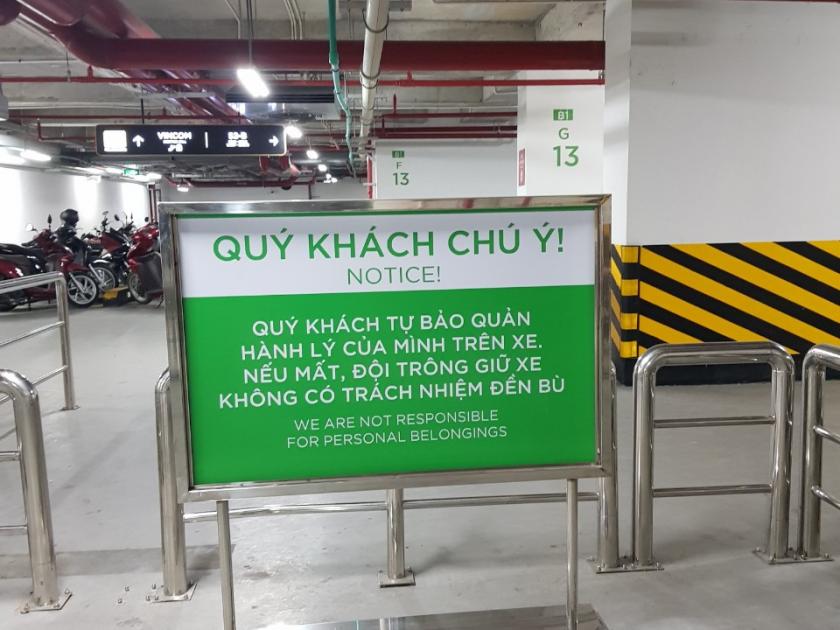 VINCOM
B2-B
B1
G
13
B1
F
13
QUÝ KHÁCH CHÚ Ý!
NOTICE!
QUÝ KHÁCH TỰ BẢO QUẢN
HÀNH LÝ CỦA MÌNH TRÊN XE.
NẾU MẤT, ĐỘI TRÔNG GIỮ XE
KHÔNG CÓ TRÁCH NHIỆM ĐỀN BÙ
WE ARE NOT RESPONSIBLE
FOR PERSONAL BELONGINGS